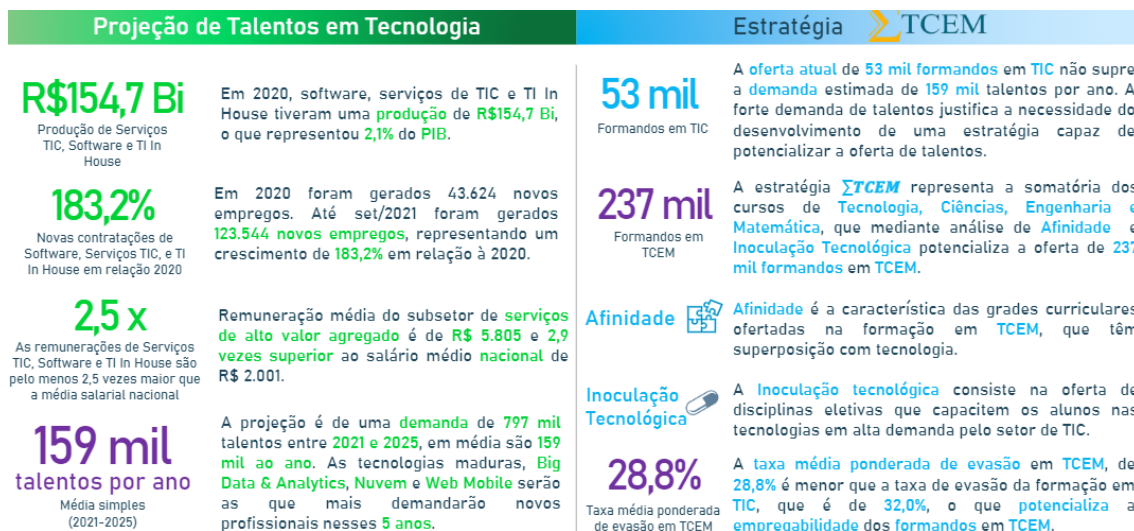 Projeção de Talentos em Tecnologia
R$154,7 Bi
Produção de Serviços
TIC, Software e TI In
House
Em 2020, software, serviços de TIC e TI In
House tiveram uma produção de R$154,7 Bi,
o que representou 2,1% do PIB.
183,2%
Novas contratações de
Software, Serviços TIC, e TI
In House em relação 2020
Em 2020 foram gerados 43.624 novos
empregos. Até set/2021 foram gerados
123.544 novos empregos, representando um
crescimento de 183,2% em relação à 2020.
2,5 x
As remunerações de Serviços
TIC, Software e TI In House são
pelo menos 2,5 vezes maior que
a média salarial nacional
Remuneração média do subsetor de serviços
de alto valor agregado é de R$ 5.805 e 2,9
vezes superior ao salário médio nacional de
R$ 2.001.
159 mil
talentos por ano
Média simples
(2021-2025)
A projeção é de uma demanda de 797 mil
talentos entre 2021 e 2025, em média são 159
mil ao ano. As tecnologias maduras, Big
Data & Analytics, Nuvem e Web Mobile serão
as que mais demandarão novos
profissionais nesses 5 anos.
Estratégia ∑TCEM
53 mil
Formandos em TIC
A oferta atual de 53 mil formandos em TIC não supre
a demanda estimada de 159 mil talentos por ano. A
forte demanda de talentos justifica a necessidade do
desenvolvimento de uma estratégia capaz de
potencializar a oferta de talentos.
237 mil
Formandos em
TCEM
A estratégia ∑TCEM representa a somatória dos
cursos de Tecnologia, Ciências, Engenharia e
Matemática, que mediante análise de Afinidade e
Inoculação Tecnológica potencializa a oferta de 237
mil formandos em TCEM.
Afinidade
Afinidade é a característica das grades curriculares
ofertadas na formação em TCEM, que têm
superposição com tecnologia.
Inoculação
Tecnológica
A Inoculação tecnológica consiste na oferta de
disciplinas eletivas que capacitem os alunos nas
tecnologias em alta demanda pelo setor de TIC.
28,8%
Taxa média ponderada
de evasão em TCEM
A taxa média ponderada de evasão em TCEM, de
28,8% é menor que a taxa de evasão da formação em
TIC, que é de 32,0%, o que potencializa a
empregabilidade dos formandos em TCEM.